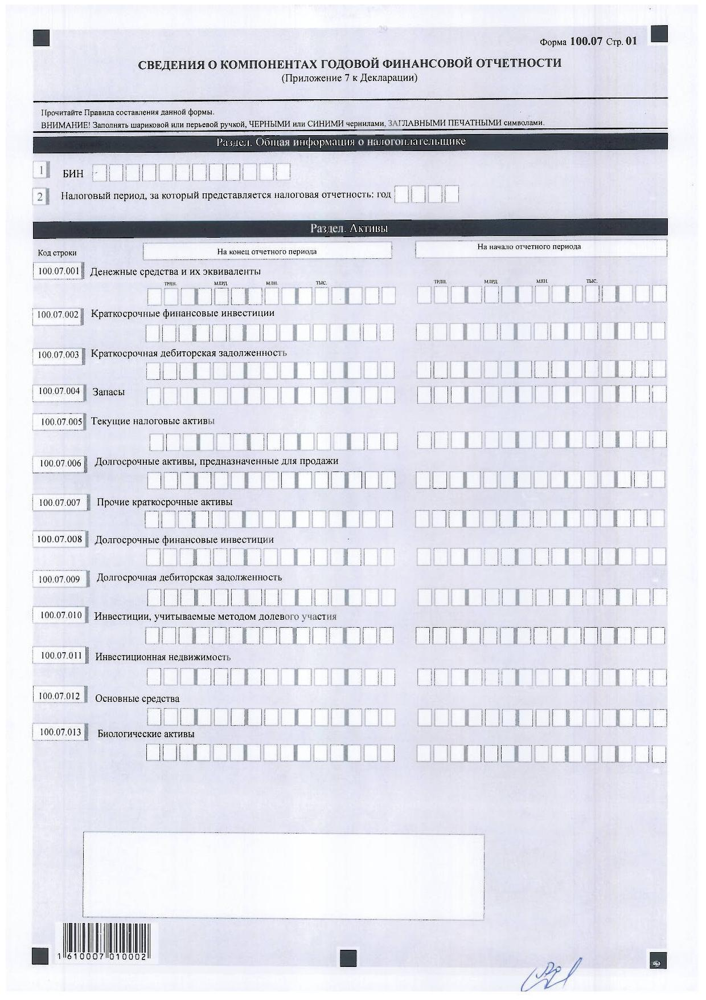 Форма 100.07 Стр. 01
СВЕДЕНИЯ О КОМПОНЕНТАХ ГОДОВОЙ ФИНАНСОВОЙ ОТЧЕТНОСТИ
(Приложение 7 к Декларации)
Прочитайте Правила составления данной формы.
ВНИМАНИЕ! Заполнять шариковой или перьевой ручкой, ЧЕРНЫМИ или СИНИМИ чернилами, ЗАГЛАВНЫМИ ПЕЧАТНЫМИ символами.
Раздел. Общая информация о налогоплательщике
1 БИН
2 Налоговый период, за который представляется налоговая отчетность: год
Раздел. Активы
Код строки На конец отчетного периода На начало отчетного периода
100.07.001 Денежные средства и их эквиваленты
ТРЛН. МЛРД. МЛН. ТЫС. ТРЛН. МЛРД. МЛН. ТЫС.
100.07.002 Краткосрочные финансовые инвестиции
100.07.003 Краткосрочная дебиторская задолженность
100.07.004 Запасы
100.07.005 Текущие налоговые активы
100.07.006 Долгосрочные активы, предназначенные для продажи
100.07.007 Прочие краткосрочные активы
100.07.008 Долгосрочные финансовые инвестиции
100.07.009 Долгосрочная дебиторская задолженность
100.07.010 Инвестиции, учитываемые методом долевого участия
100.07.011 Инвестиционная недвижимость
100.07.012 Основные средства
100.07.013 Биологические активы
1 610007 010002